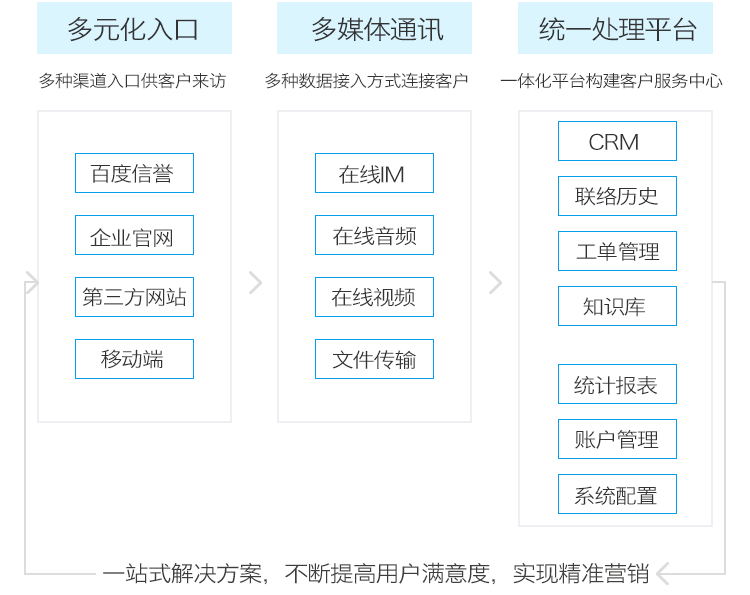 多元化入口
多种渠道入口供客户来访
百度信誉
企业官网
第三方网站
移动端
多媒体通讯
多种数据接入方式连接客户
在线IM
在线音频
在线视频
文件传输
统一处理平台
一体化平台构建客户服务中心
CRM
联络历史
工单管理
知识库
统计报表
账户管理
系统配置
一站式解决方案，不断提高用户满意度，实现精准营销